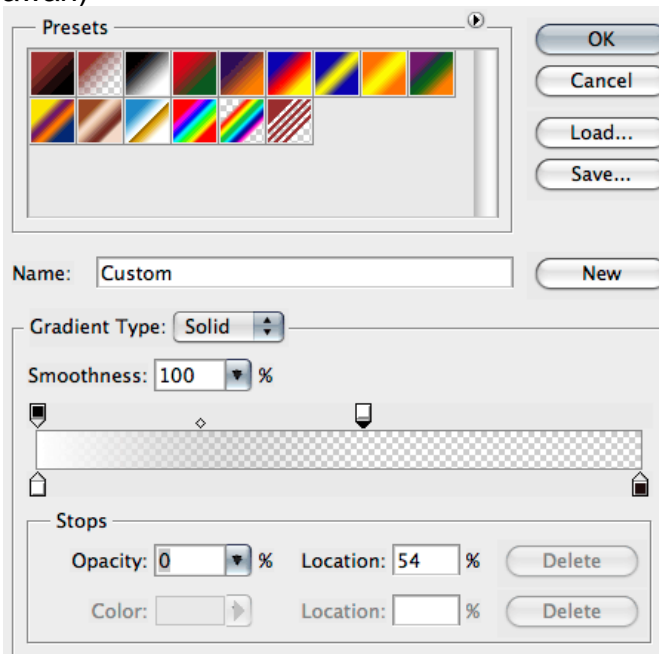 Presets
OK
Cancel
Load...
Save...
Name: Custom
New
Gradient Type: Solid
Smoothness: 100 %
Stops
Opacity: 0 % Location: 54 % Delete
Color: Location: % Delete